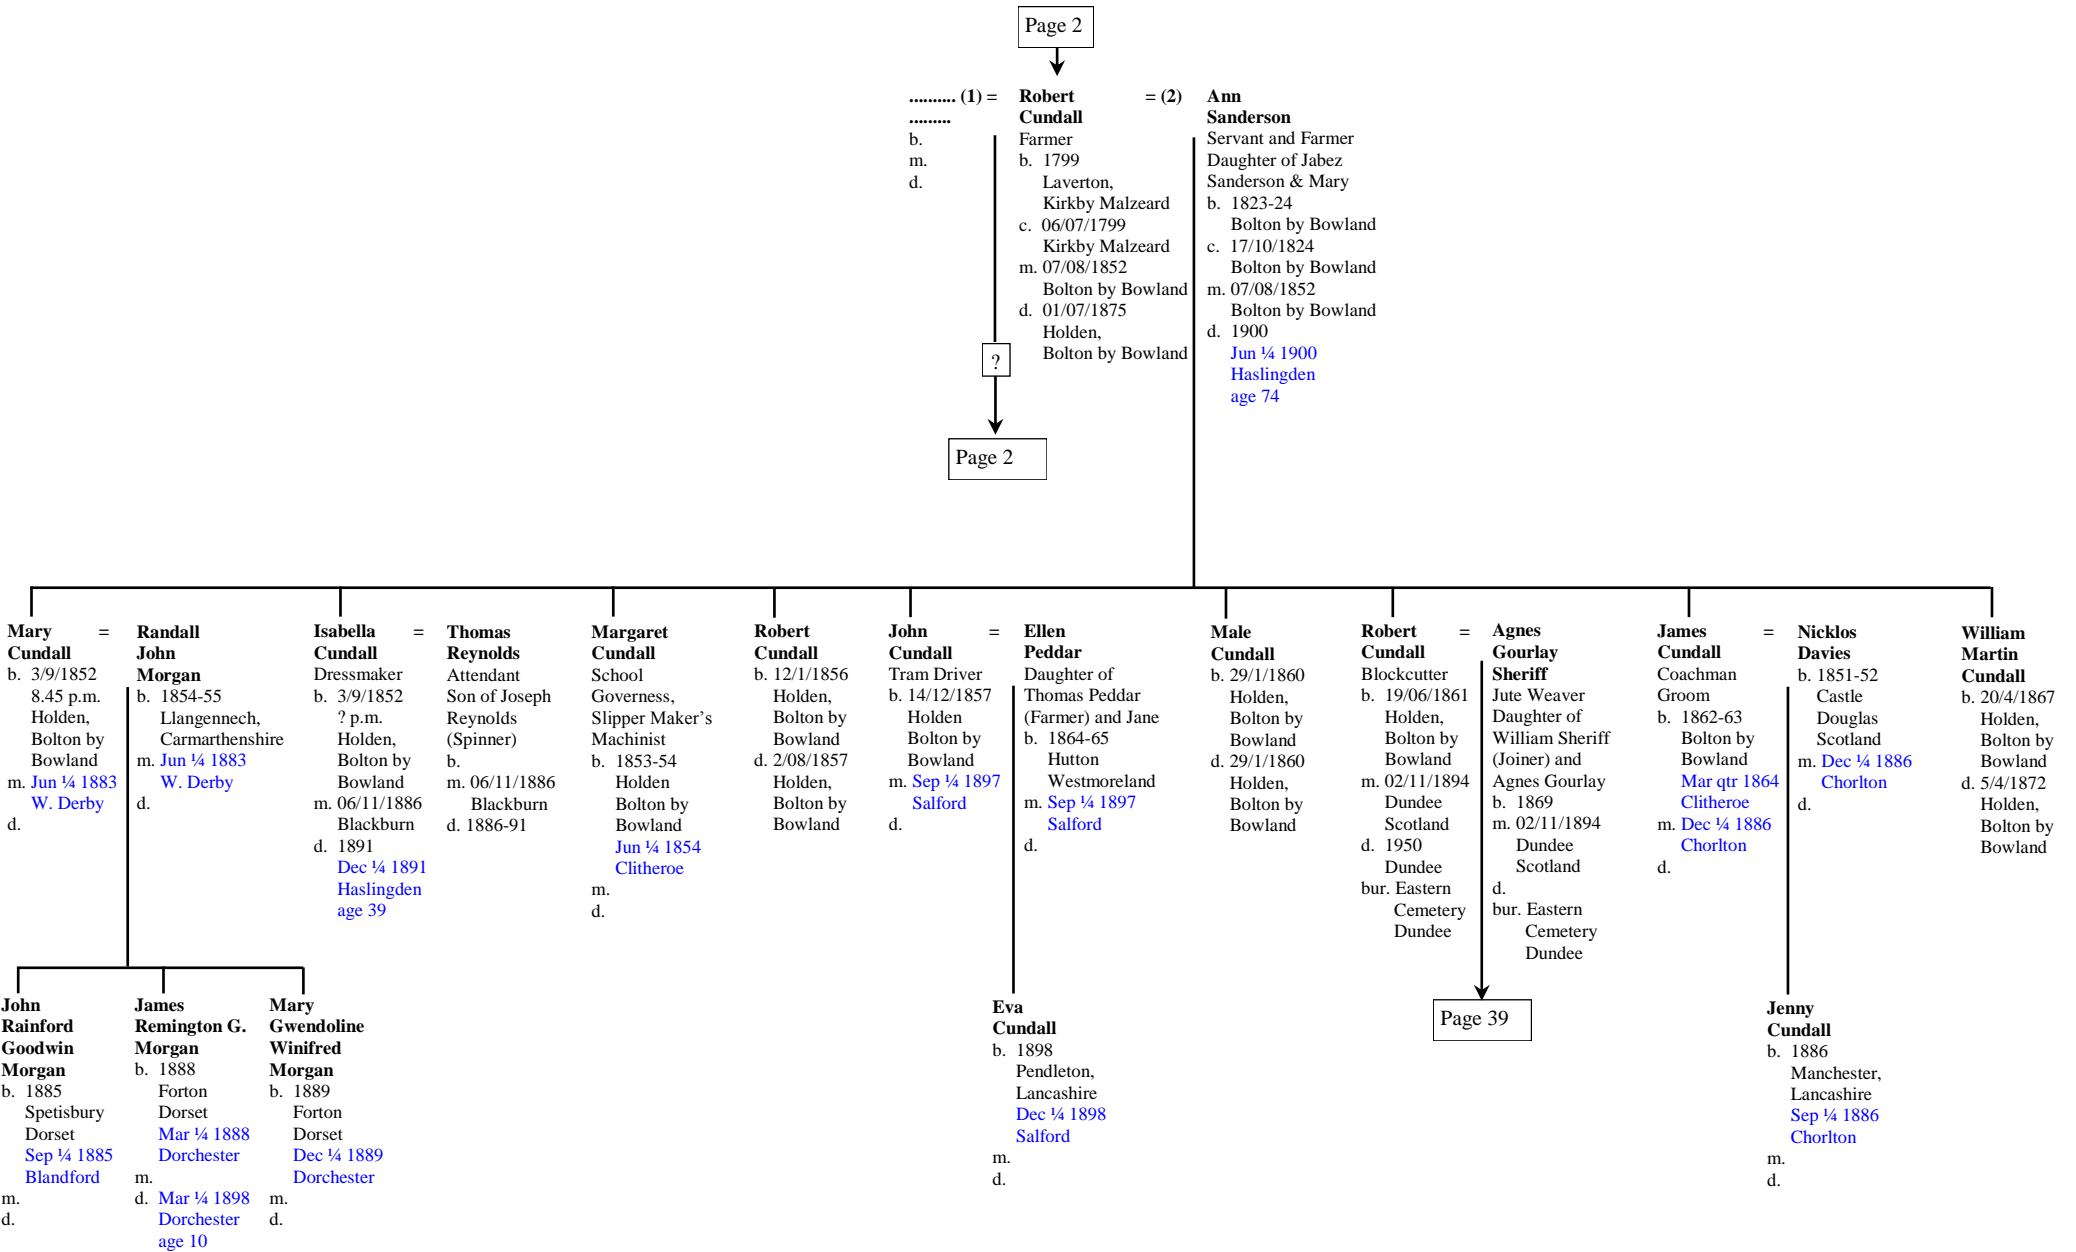 Page 2
.......... (1) =
.........
b.
m.
d.
Robert = (2)
Cundall
Farmer
b. 1799
Laverton,
Kirkby Malzeard
c. 06/07/1799
Kirkby Malzeard
m. 07/08/1852
Bolton by Bowland
d. 01/07/1875
Holden,
Bolton by Bowland
Ann
Sanderson
Servant and Farmer
Daughter of Jabez
Sanderson & Mary
b. 1823-24
Bolton by Bowland
c. 17/10/1824
Bolton by Bowland
m. 07/08/1852
Bolton by Bowland
d. 1900
Jun ¼ 1900
Haslingden
age 74
?
Page 2
Mary =
Cundall
b. 3/9/1852
8.45 p.m.
Holden,
Bolton by
Bowland
m. Jun ¼ 1883
W. Derby
d.
Randall
John
Morgan
b. 1854-55
Llangennech,
Carmarthenshire
m. Jun ¼ 1883
W. Derby
d.
Isabella =
Cundall
Dressmaker
b. 3/9/1852
? p.m.
Holden,
Bolton by
Bowland
m. 06/11/1886
Blackburn
d. 1891
Dec ¼ 1891
Haslingden
age 39
Thomas
Reynolds
Attendant
Son of Joseph
Reynolds
(Spinner)
b.
m. 06/11/1886
Blackburn
d. 1886-91
Margaret
Cundall
School
Governess,
Slipper Maker’s
Machinist
b. 1853-54
Holden
Bolton by
Bowland
Jun ¼ 1854
Clitheroe
m.
d.
Robert
Cundall
b. 12/1/1856
Holden,
Bolton by
Bowland
d. 2/08/1857
Holden,
Bolton by
Bowland
John =
Cundall
Tram Driver
b. 14/12/1857
Holden
Bolton by
Bowland
m. Sep ¼ 1897
Salford
d.
Ellen
Peddar
Daughter of
Thomas Peddar
(Farmer) and Jane
b. 1864-65
Hutton
Westmoreland
m. Sep ¼ 1897
Salford
d.
Male
Cundall
b. 29/1/1860
Holden,
Bolton by
Bowland
d. 29/1/1860
Holden,
Bolton by
Bowland
Robert =
Cundall
Blockcutter
b. 19/06/1861
Holden,
Bolton by
Bowland
m. 02/11/1894
Dundee
Scotland
d. 1950
Dundee
bur. Eastern
Cemetery
Dundee
Agnes
Gourlay
Sheriff
Jute Weaver
Daughter of
William Sheriff
(Joiner) and
Agnes Gourlay
b. 1869
m. 02/11/1894
Dundee
Scotland
d.
bur. Eastern
Cemetery
Dundee
James =
Cundall
Coachman
Groom
b. 1862-63
Bolton by
Bowland
Mar qtr 1864
Clitheroe
m. Dec ¼ 1886
Chorlton
d.
Nicklos
Davies
b. 1851-52
Castle
Douglas
Scotland
m. Dec ¼ 1886
Chorlton
d.
William
Martin
Cundall
b. 20/4/1867
Holden,
Bolton by
Bowland
d. 5/4/1872
Holden,
Bolton by
Bowland
John
Rainford
Goodwin
Morgan
b. 1885
Spetisbury
Dorset
Sep ¼ 1885
Blandford
m.
d.
James
Remington G.
Morgan
b. 1888
Forton
Dorset
Mar ¼ 1888
Dorchester
m.
d. Mar ¼ 1898
Dorchester
age 10
Mary
Gwendoline
Winifred
Morgan
b. 1889
Forton
Dorset
Dec ¼ 1889
Dorchester
m.
d.
Eva
Cundall
b. 1898
Pendleton,
Lancashire
Dec ¼ 1898
Salford
m.
d.
Page 39
Jenny
Cundall
b. 1886
Manchester,
Lancashire
Sep ¼ 1886
Chorlton
m.
d.